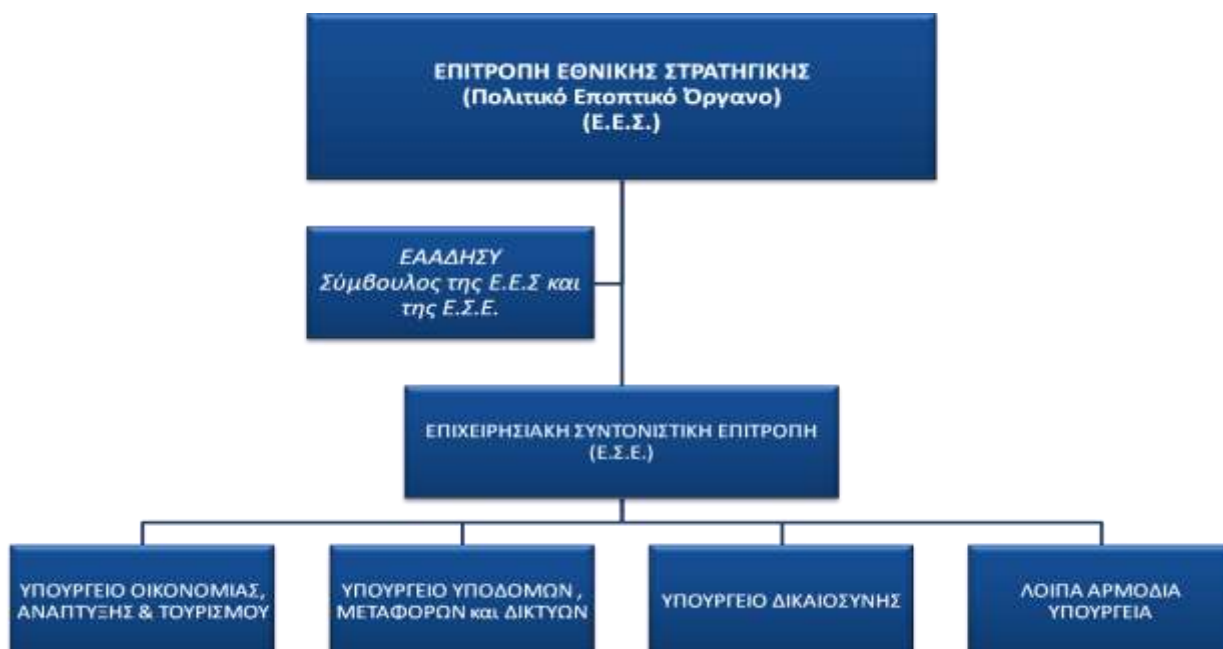 ΕΠΙΤΡΟΠΗ ΕΘΝΙΚΗΣ ΣΤΡΑΤΗΓΙΚΗΣ
(Πολιτικό Εποπτικό Όργανο)
(Ε.Ε.Σ.)
ΕΑΑΔΗΣΥ
Σύμβουλος της Ε.Ε.Σ και
της Ε.Σ.Ε.
ΕΠΙΧΕΙΡΗΣΙΑΚΗ ΣΥΝΤΟΝΙΣΤΙΚΗ ΕΠΙΤΡΟΠΗ
(Ε.Σ.Ε.)
ΥΠΟΥΡΓΕΙΟ ΟΙΚΟΝΟΜΙΑΣ,
ΑΝΑΠΤΥΞΗΣ & ΤΟΥΡΙΣΜΟΥ
ΥΠΟΥΡΓΕΙΟ ΥΠΟΔΟΜΩΝ ,
ΜΕΤΑΦΟΡΩΝ και ΔΙΚΤΥΩΝ
ΥΠΟΥΡΓΕΙΟ ΔΙΚΑΙΟΣΥΝΗΣ
ΛΟΙΠΑ ΑΡΜΟΔΙΑ
ΥΠΟΥΡΓΕΙΑ